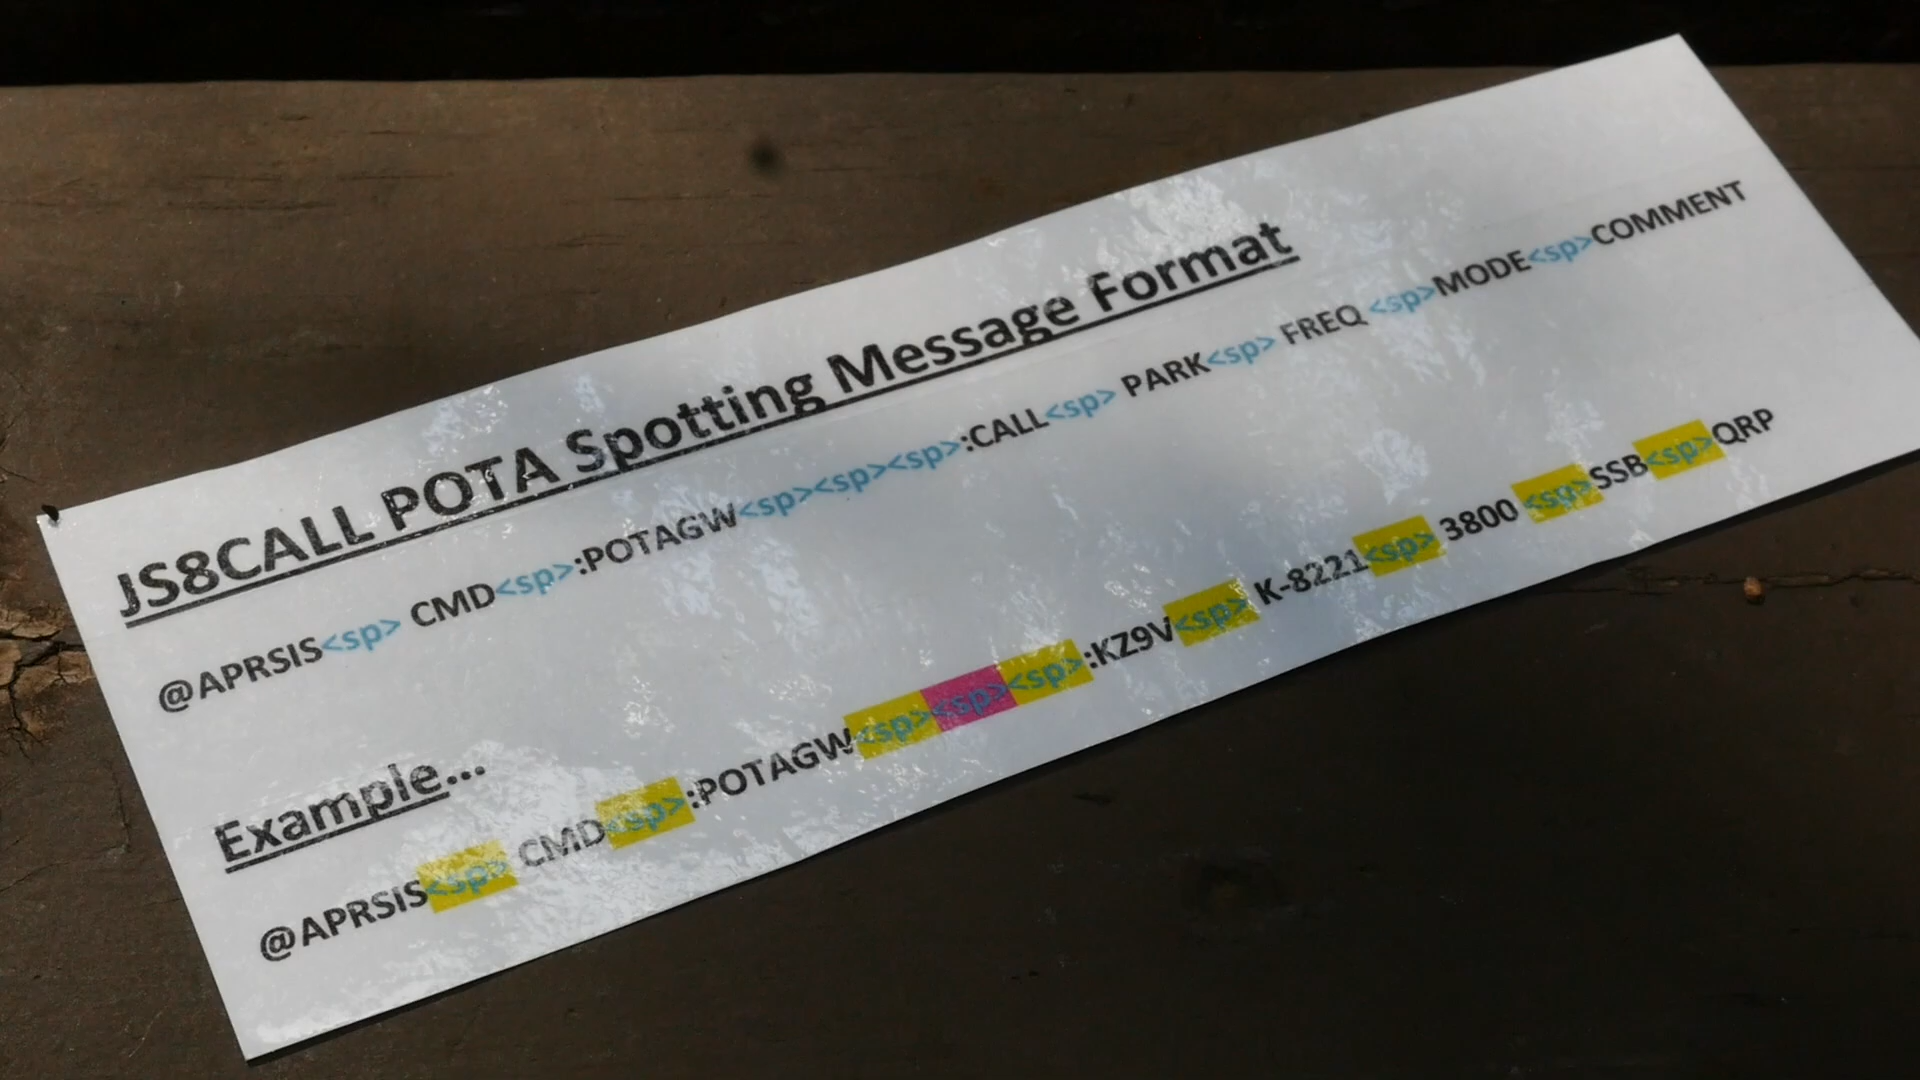 JS8CALL POTA Spotting Message Format
@APRSIS<sp> CMD<sp>:POTAGW<sp><sp><sp>:CALL<sp> PARK<sp> FREQ<sp>MODE<sp>COMMENT
Example...
@APRSIS<sp> CMD<sp>:POTAGW<sp><sp><sp>:KZ9V<sp> K-8221<sp> 3800 <sp>SSB<sp>QRP